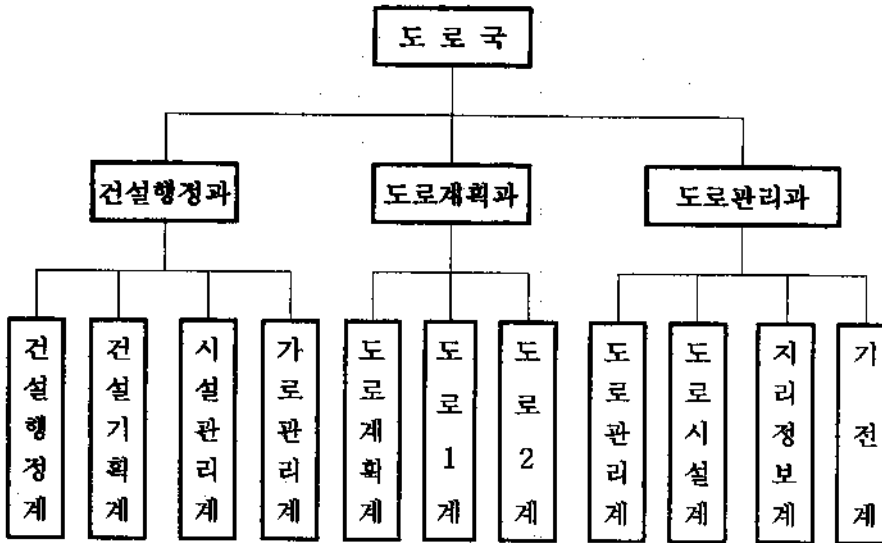 도로국
건설행정과
도로계획과
도로관리과
건설행정계
건설기획계
시설관리계
가로관리계
도로계획계
도로1계
도로2계
도로관리계
도로시설계
지리정보계
기전계